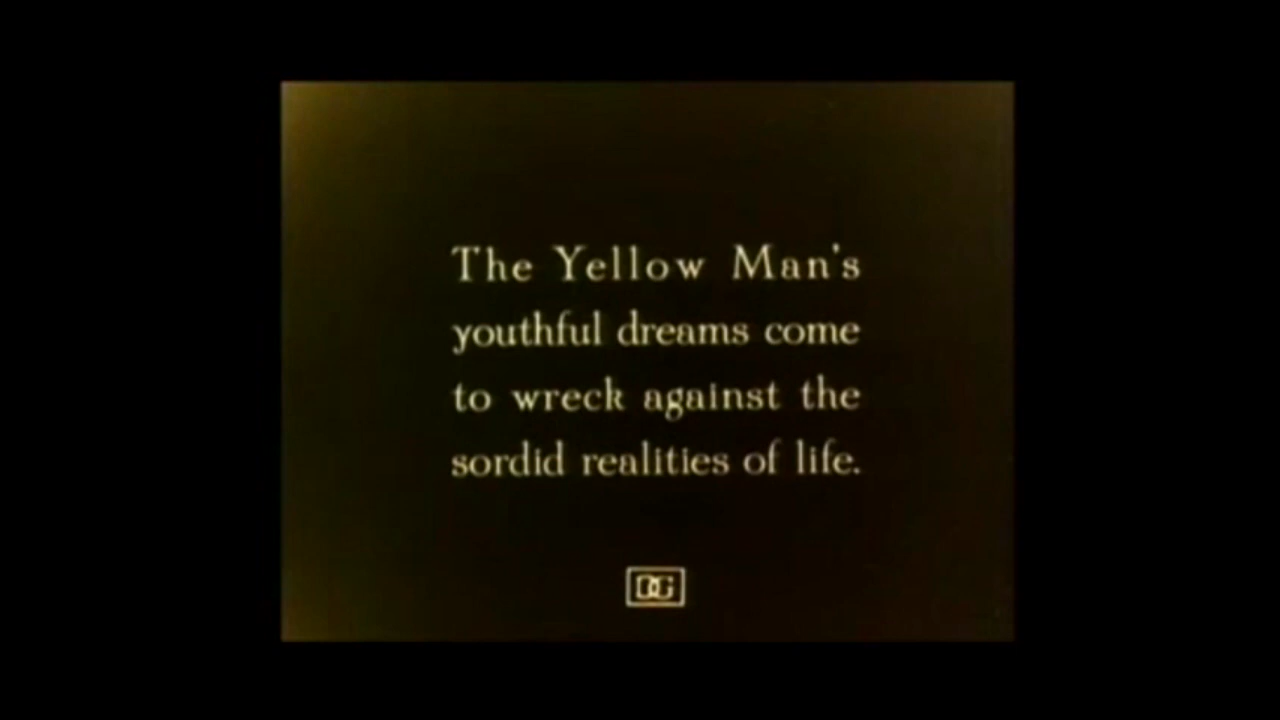 The Yellow Man's
youthful dreams come
to wreck against the
sordid realities of life.
DG